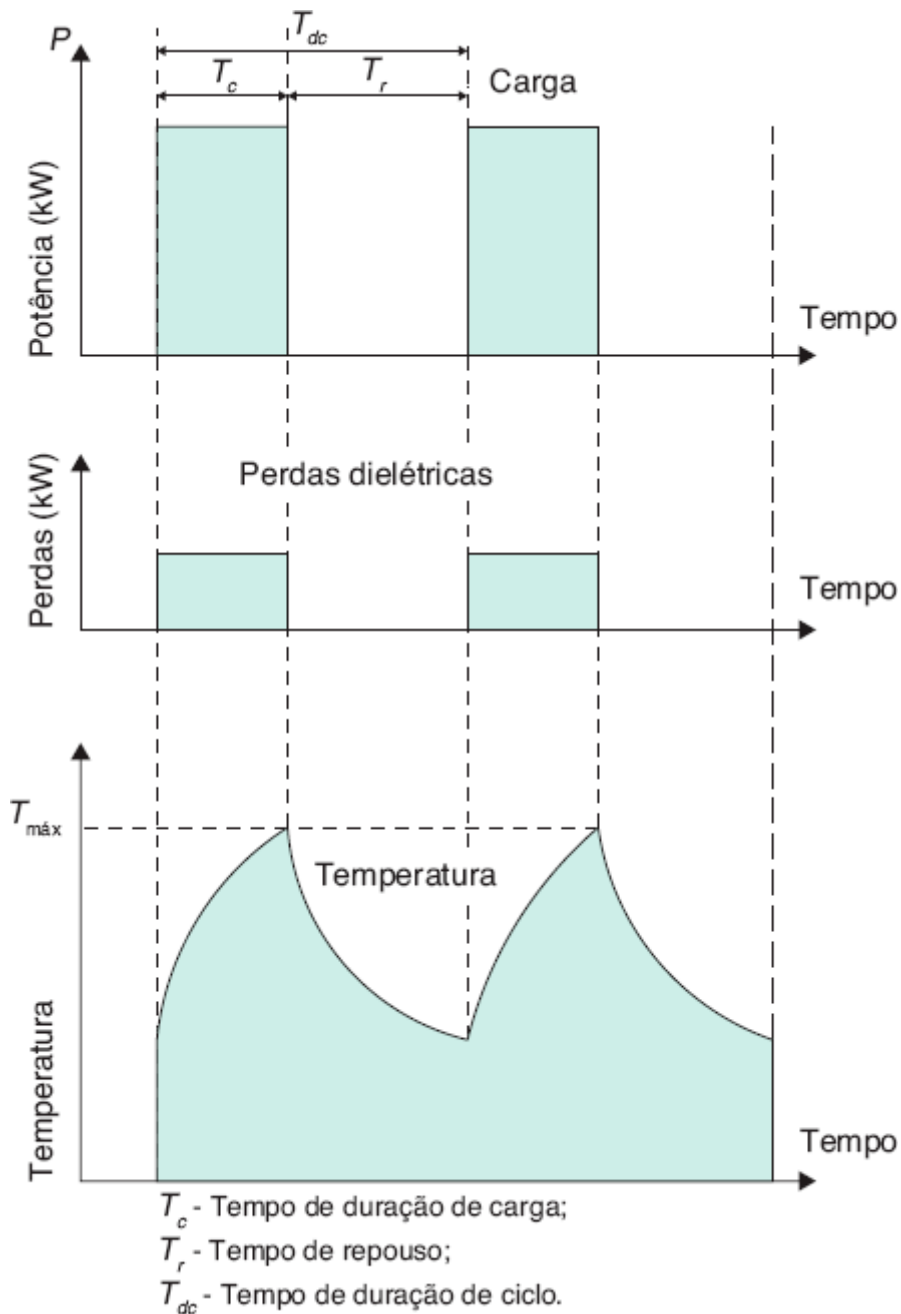 T_dc
P
T_c
T_r
Carga
Potência (kW)
Tempo
Perdas dielétricas
Perdas (kW)
Tempo
T_máx
Temperatura
Temperatura
Tempo
T_c - Tempo de duração de carga;
T_r - Tempo de repouso;
T_dc - Tempo de duração de ciclo.